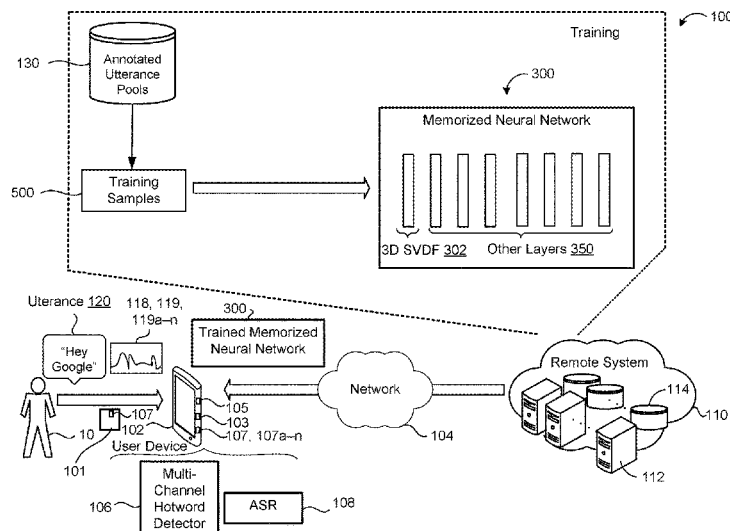 Training
100
130
Annotated
Utterance
Pools
300
Memorized Neural Network
500
Training
Samples
3D SVDF 302
Other Layers 350
Uterance 120
118, 119,
119a–n
300
Trained Memorized
Neural Network
"Hey
Google"
Remote System
Network
114
107
102
105
103
107, 107a–n
104
110
10
101
User Device
112
106
Multi-
Channel
Hotword
Detector
ASR
108